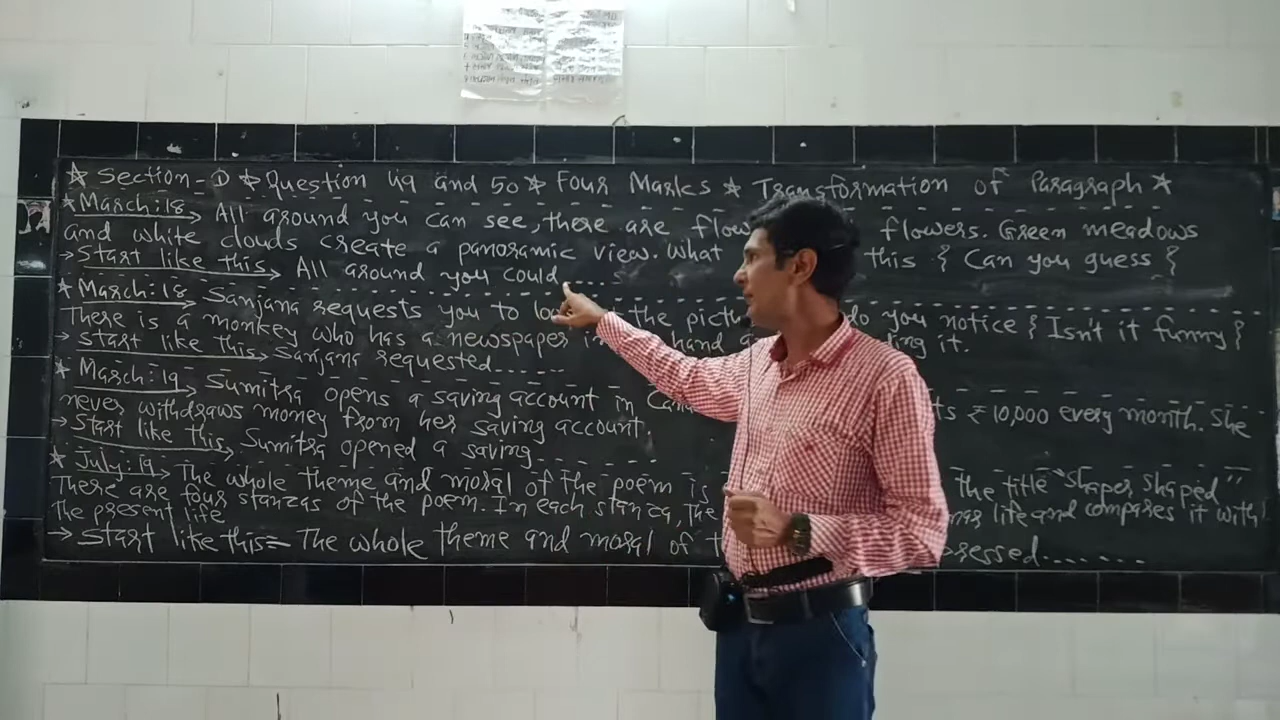 ★ Section-D ★ Question 49 and 50 ★ Four Marks ★ Transformation of Paragraph ★
★ March:18 → All around you can see, there are flow flowers. Green meadows
and white clouds create a panoramic view. What this { Can you guess {
→ Start like this → All around you could......
★ March:18 → Sanjana requests you to the pictu do you notice { Isn't it funny }
There is a monkey who has a newspaper in hand ing it.
→ Start like this → Sanjana requested......
★ March:19 → Sumitra opens a saving account in Cana ts ₹10,000 every month. She
never withdraws money from her saving account.
→ Start like this → Sumitra opened a saving
★ July:19 → The whole theme and moral of the poem is the title "Shaper shaped"
There are four stanzas of the poem. In each stanza, the life and compares it with
the present life
→ Start like this = The whole theme and moral of ressed........